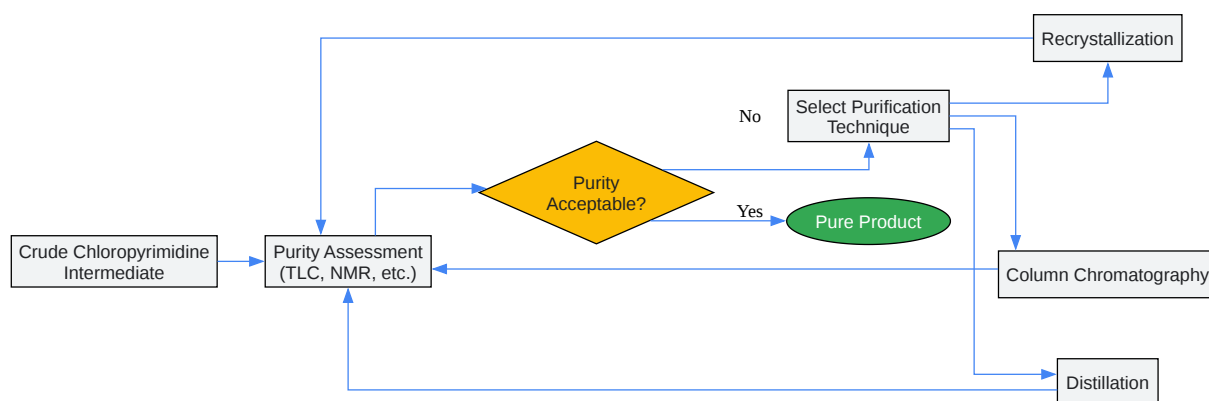 Recrystallization
Select Purification
Technique
No
Purity
Acceptable?
Yes
Pure Product
Crude Chloropyrimidine
Intermediate
Purity Assessment
(TLC, NMR, etc.)
Column Chromatography
Distillation